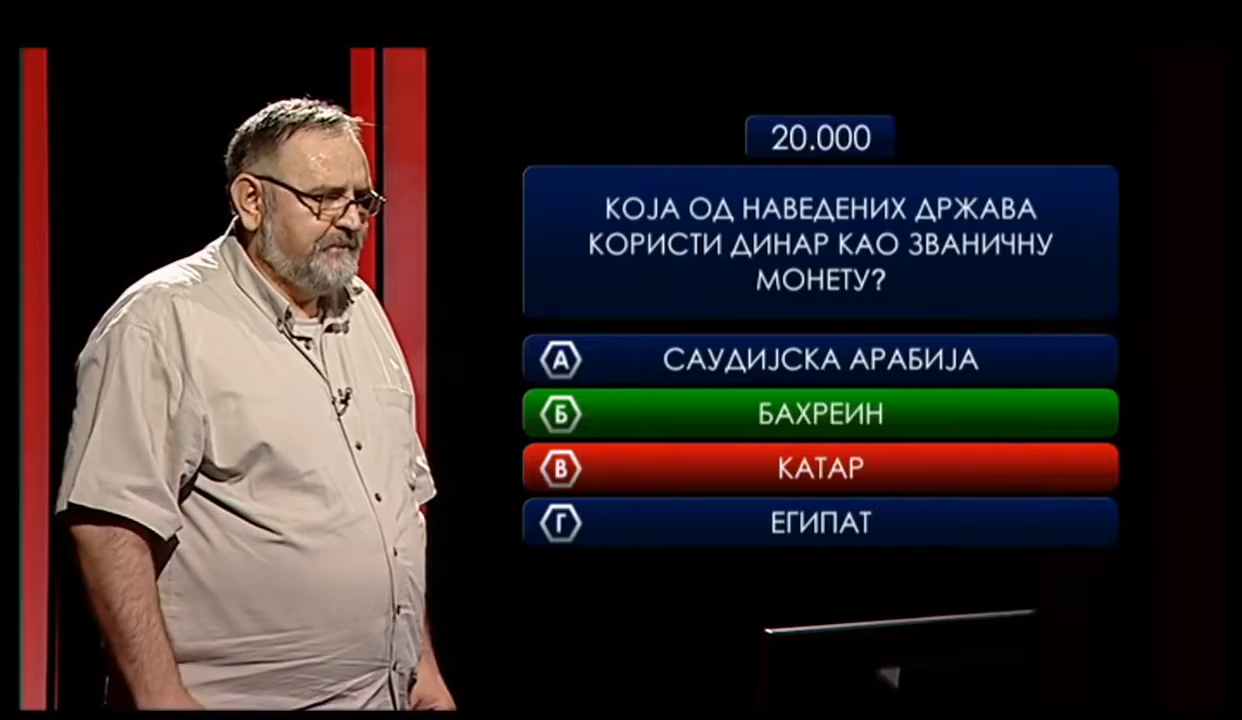 20.000
КОЈА ОД НАВЕДЕНИХ ДРЖАВА
КОРИСТИ ДИНАР КАО ЗВАНИЧНУ
МОНЕТУ?
А САУДИЈСКА АРАБИЈА
Б БАХРЕИН
В КАТАР
Г ЕГИПАТ